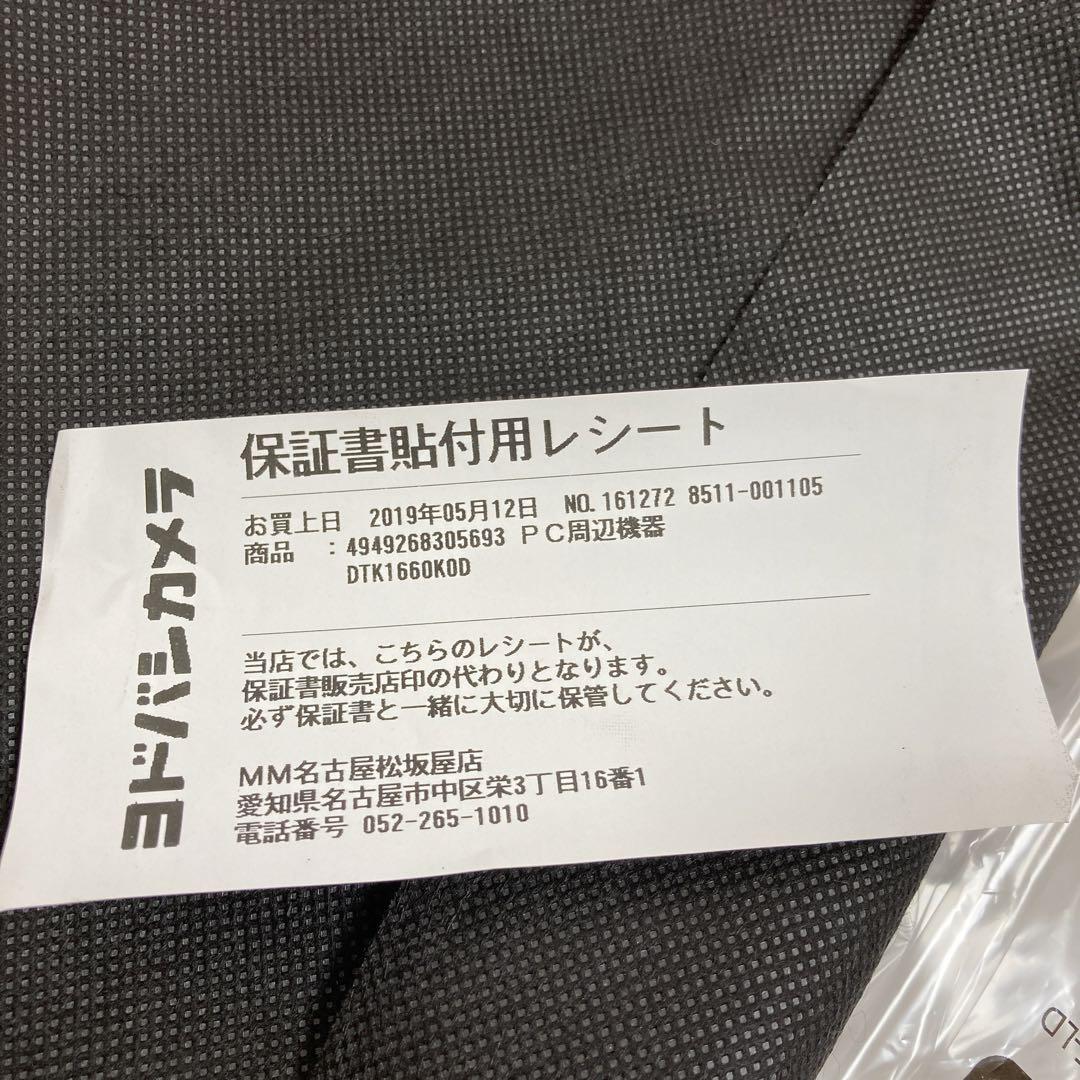 ヨドバシカメラ
保証書貼付用レシート
お買上日 2019年05月12日 NO.161272 8511-001105
商品 :4949268305693 PC周辺機器
DTK1660K0D
当店では、こちらのレシートが、
保証書販売店印の代わりとなります。
必ず保証書と一緒に大切に保管してください。
MM名古屋松坂屋店
愛知県名古屋市中区栄3丁目16番1
電話番号 052-265-1010